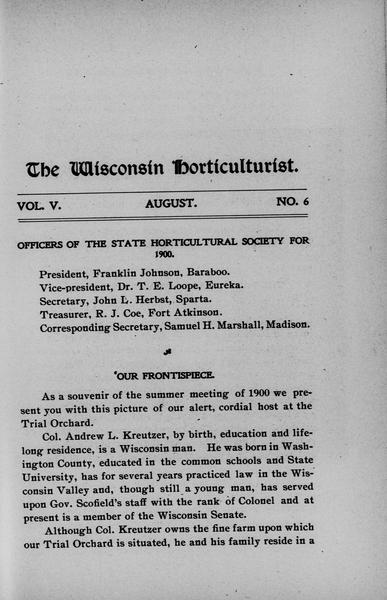 The Wisconsin Horticulturist.
VOL. V. AUGUST. NO. 6
OFFICERS OF THE STATE HORTICULTURAL SOCIETY FOR
1900.
President, Franklin Johnson, Baraboo.
Vice-president, Dr. T. E. Loope, Eureka.
Secretary, John L. Herbst, Sparta.
Treasurer, R. J. Coe, Fort Atkinson.
Corresponding Secretary, Samuel H. Marshall, Madison.
OUR FRONTISPIECE.
As a souvenir of the summer meeting of 1900 we pre-
sent you with this picture of our alert, cordial host at the
Trial Orchard.
Col. Andrew L. Kreutzer, by birth, education and life-
long residence, is a Wisconsin man. He was born in Wash-
ington County, educated in the common schools and State
University, has for several years practiced law in the Wis-
consin Valley and, though still a young man, has served
upon Gov. Scofield's staff with the rank of Colonel and at
present is a member of the Wisconsin Senate.
Although Col. Kreutzer owns the fine farm upon which
our Trial Orchard is situated, he and his family reside in a